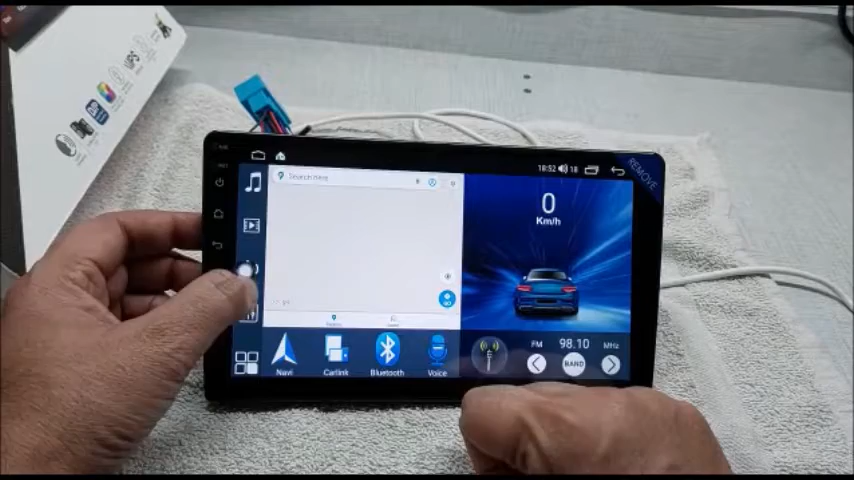 18:52 18
REMOVE
Search here
0
Km/h
FM 98.10 MHz
BAND
Navi Carlink Bluetooth Voice